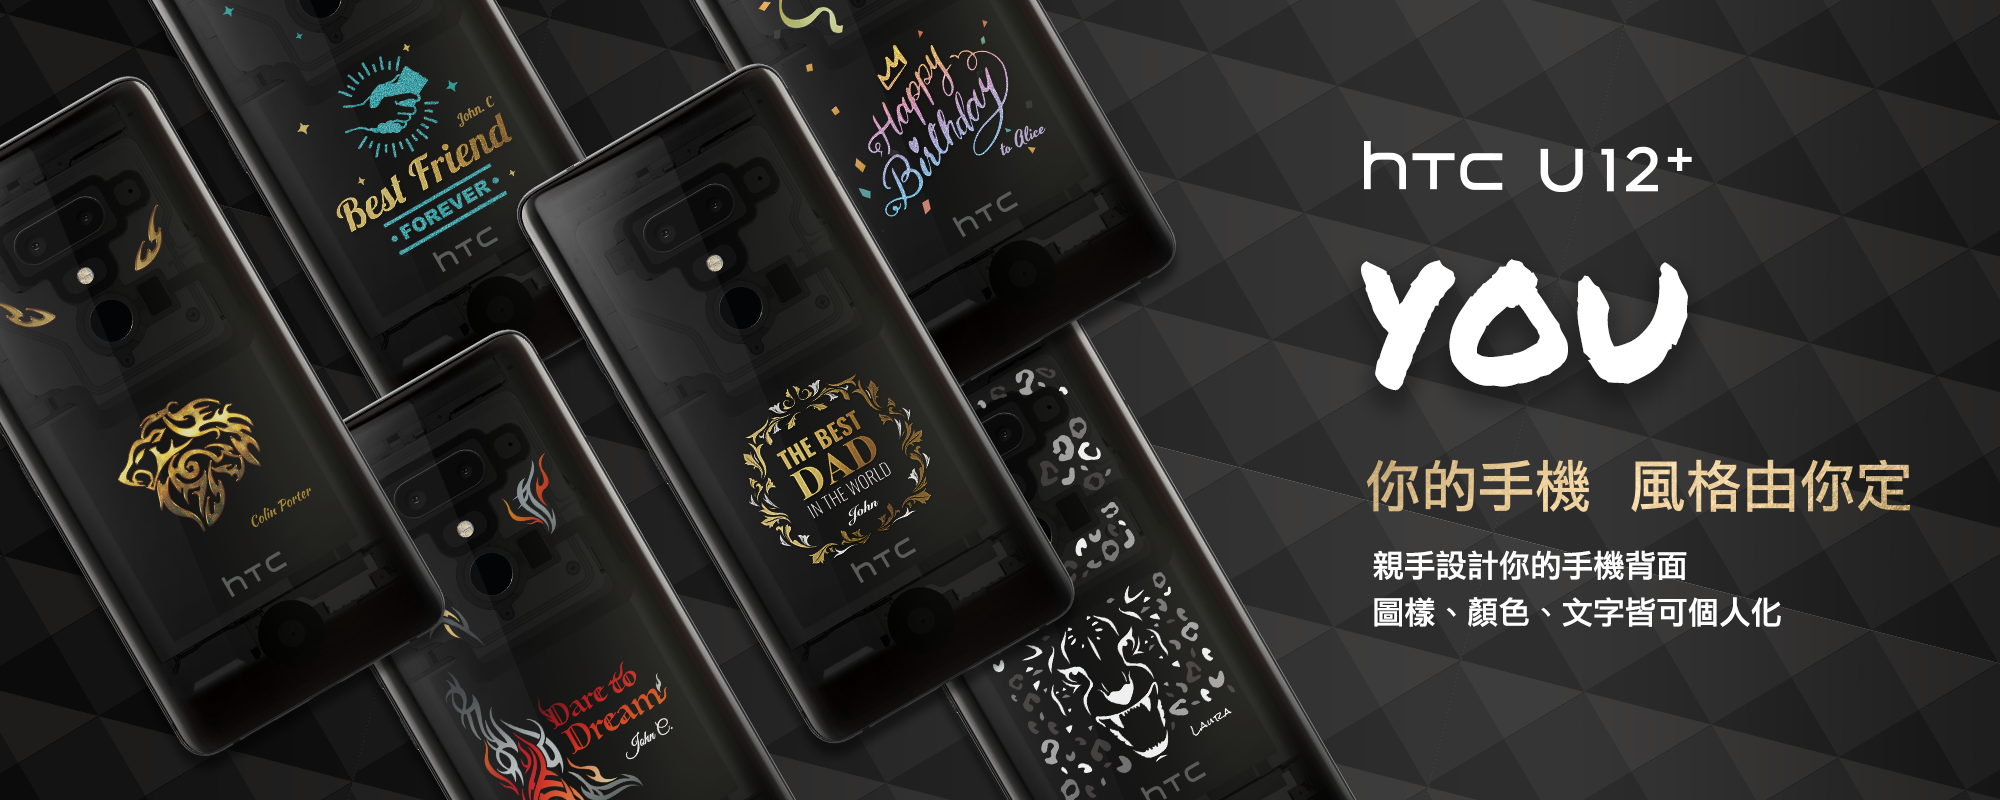 John. C
Best Friend
FOREVER
hTC
Happy
Birthday
to Alice
hTC
Colin Porter
hTC
THE BEST
DAD
IN THE WORLD
John
hTC
Dare to
Dream
John C.
LAURA
hTC
hTC U12+
YOU
你的手機 風格由你定
親手設計你的手機背面
圖樣、顏色、文字皆可個人化